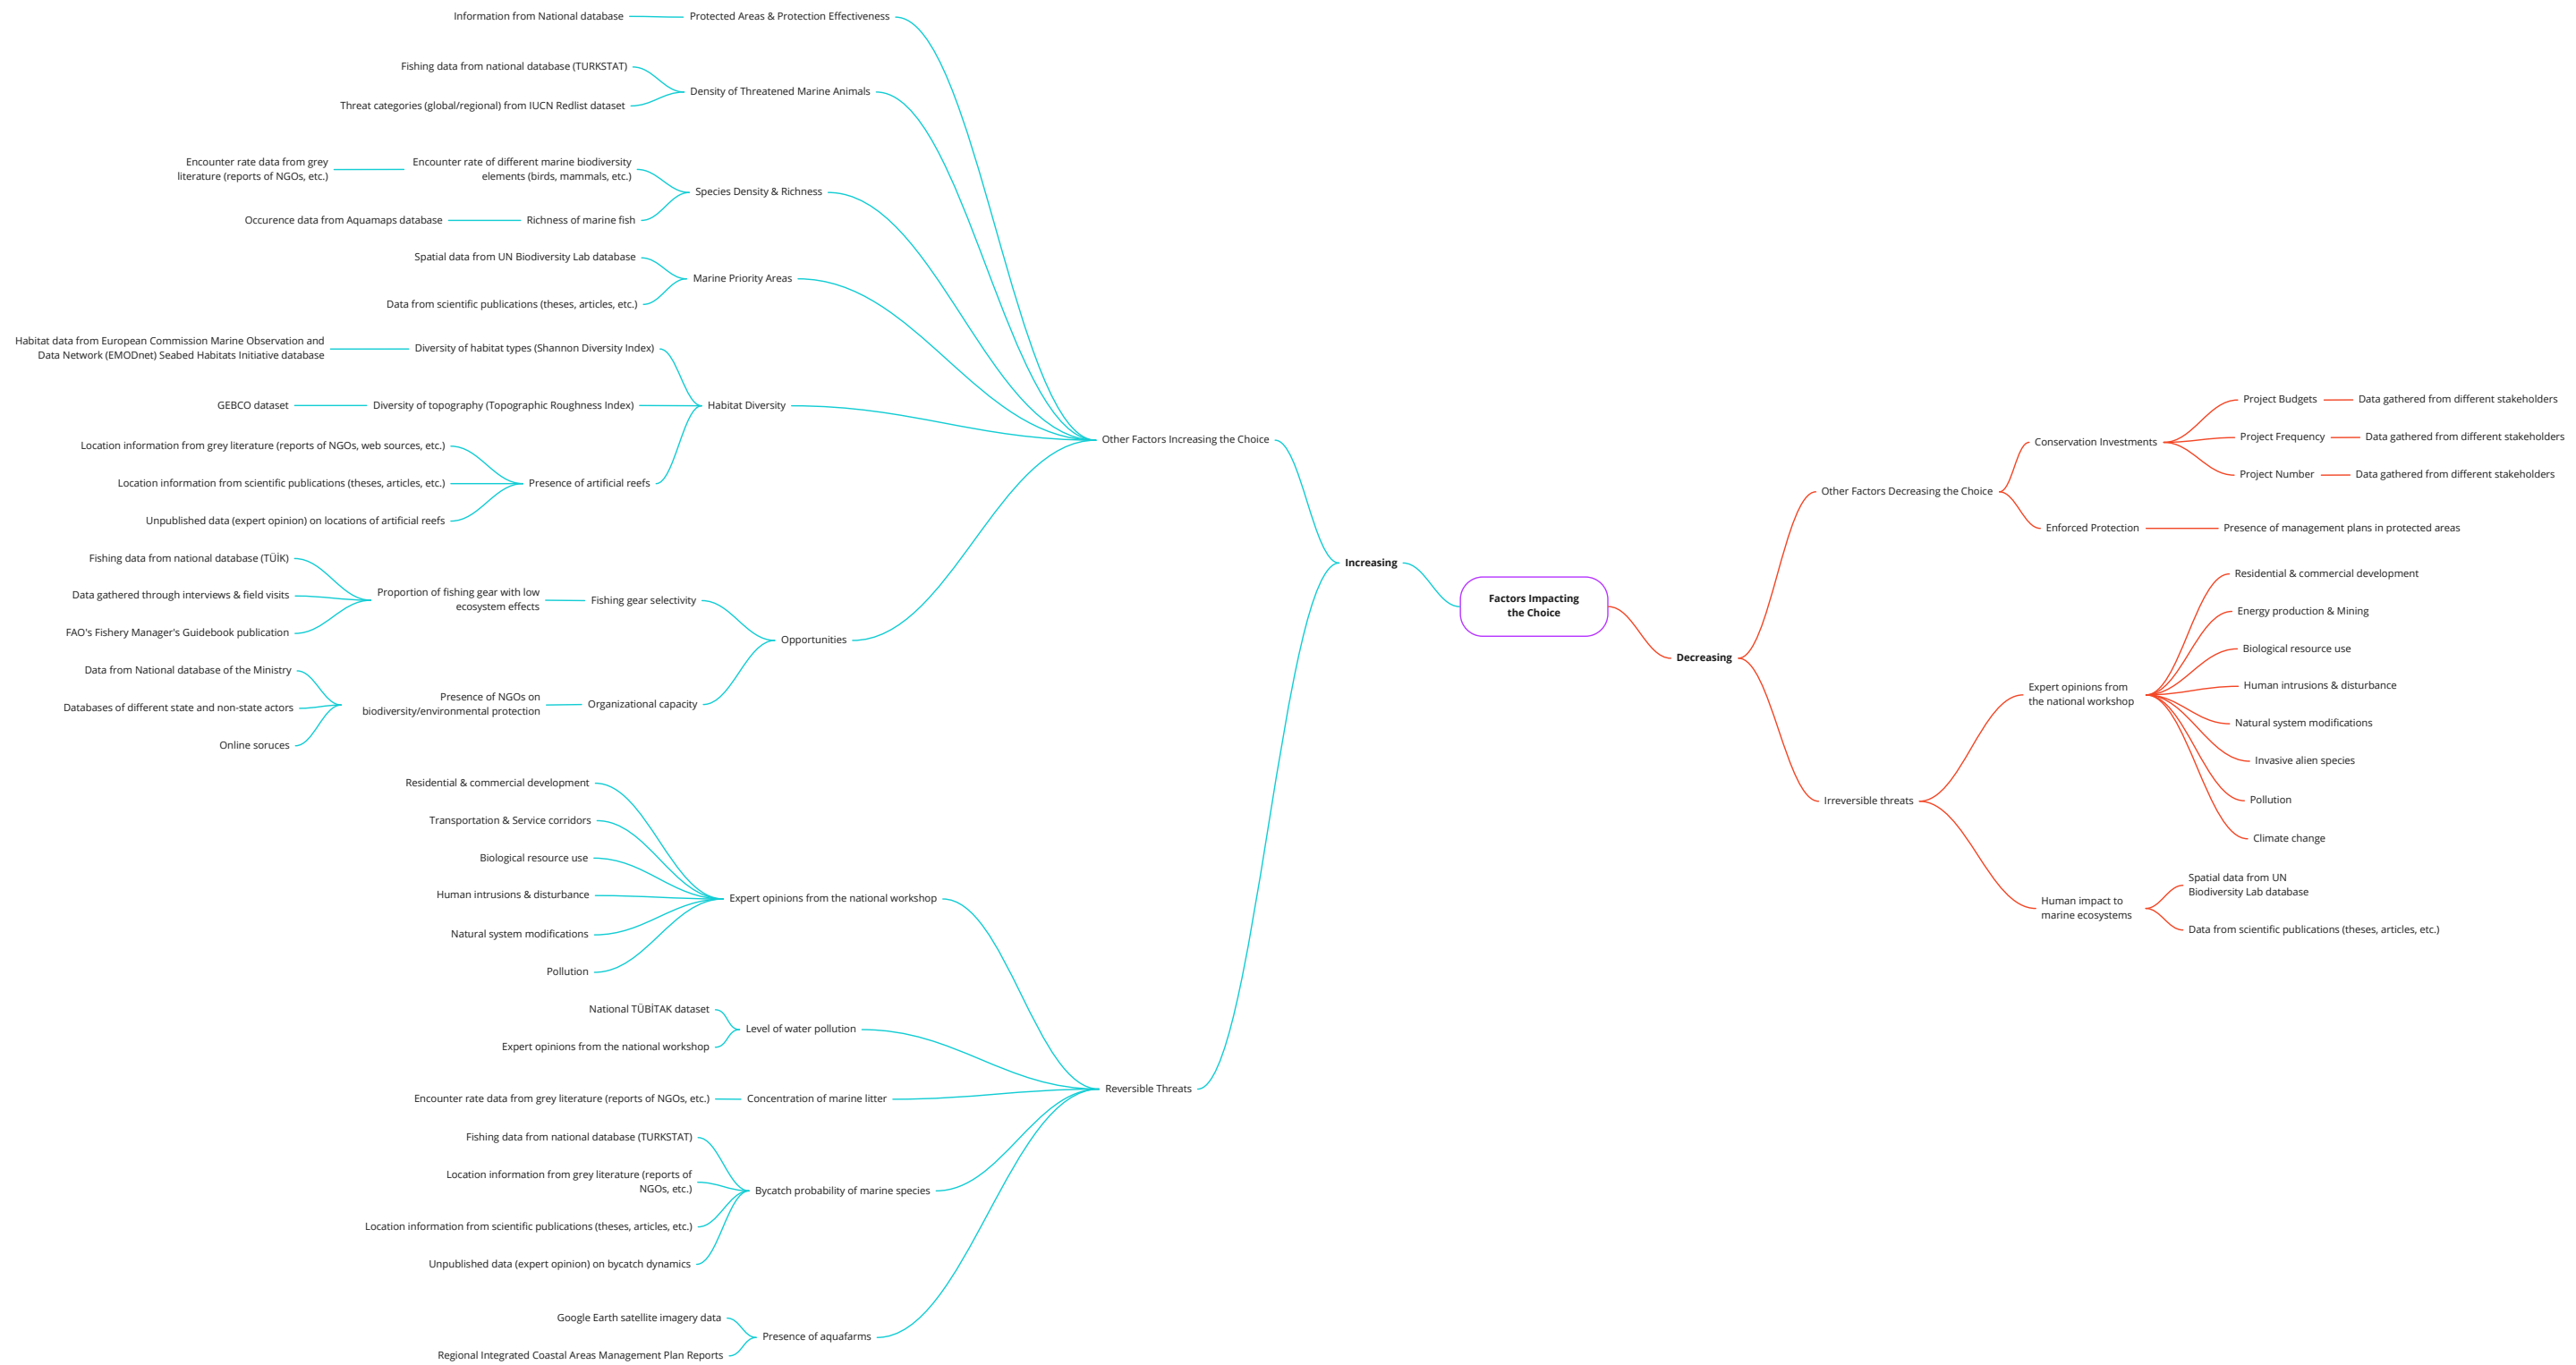 Information from National database
Protected Areas & Protection Effectiveness
Fishing data from national database (TURKSTAT)
Density of Threatened Marine Animals
Threat categories (global/regional) from IUCN Redlist dataset
Encounter rate data from grey
literature (reports of NGOs, etc.)
Encounter rate of different marine biodiversity
elements (birds, mammals, etc.)
Species Density & Richness
Occurence data from Aquamaps database
Richness of marine fish
Spatial data from UN Biodiversity Lab database
Marine Priority Areas
Data from scientific publications (theses, articles, etc.)
Habitat data from European Commission Marine Observation and
Data Network (EMODnet) Seabed Habitats Initiative database
Diversity of habitat types (Shannon Diversity Index)
GEBCO dataset
Diversity of topography (Topographic Roughness Index)
Habitat Diversity
Location information from grey literature (reports of NGOs, web sources, etc.)
Location information from scientific publications (theses, articles, etc.)
Presence of artificial reefs
Unpublished data (expert opinion) on locations of artificial reefs
Other Factors Increasing the Choice
Fishing data from national database (TÜİK)
Data gathered through interviews & field visits
FAO's Fishery Manager's Guidebook publication
Proportion of fishing gear with low
ecosystem effects
Fishing gear selectivity
Opportunities
Data from National database of the Ministry
Databases of different state and non-state actors
Online soruces
Presence of NGOs on
biodiversity/environmental protection
Organizational capacity
Increasing
Factors Impacting
the Choice
Decreasing
Residential & commercial development
Transportation & Service corridors
Biological resource use
Human intrusions & disturbance
Natural system modifications
Pollution
Expert opinions from the national workshop
National TÜBİTAK dataset
Expert opinions from the national workshop
Level of water pollution
Encounter rate data from grey literature (reports of NGOs, etc.)
Concentration of marine litter
Reversible Threats
Fishing data from national database (TURKSTAT)
Location information from grey literature (reports of
NGOs, etc.)
Location information from scientific publications (theses, articles, etc.)
Unpublished data (expert opinion) on bycatch dynamics
Bycatch probability of marine species
Google Earth satellite imagery data
Regional Integrated Coastal Areas Management Plan Reports
Presence of aquafarms
Other Factors Decreasing the Choice
Conservation Investments
Project Budgets
Data gathered from different stakeholders
Project Frequency
Data gathered from different stakeholders
Project Number
Data gathered from different stakeholders
Enforced Protection
Presence of management plans in protected areas
Irreversible threats
Expert opinions from
the national workshop
Residential & commercial development
Energy production & Mining
Biological resource use
Human intrusions & disturbance
Natural system modifications
Invasive alien species
Pollution
Climate change
Human impact to
marine ecosystems
Spatial data from UN
Biodiversity Lab database
Data from scientific publications (theses, articles, etc.)